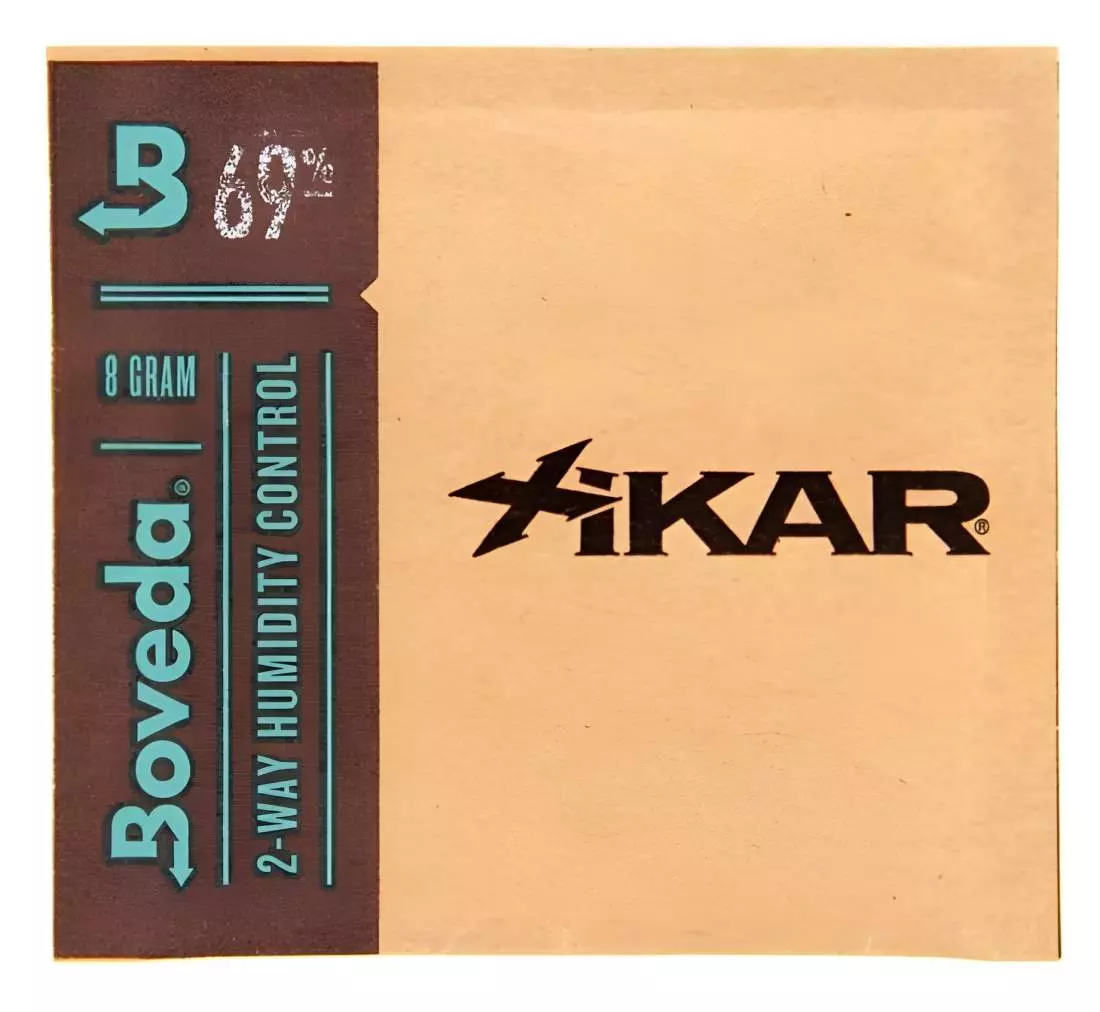 B 69%
8 GRAM
Boveda®
2-WAY HUMIDITY CONTROL
XIKAR®